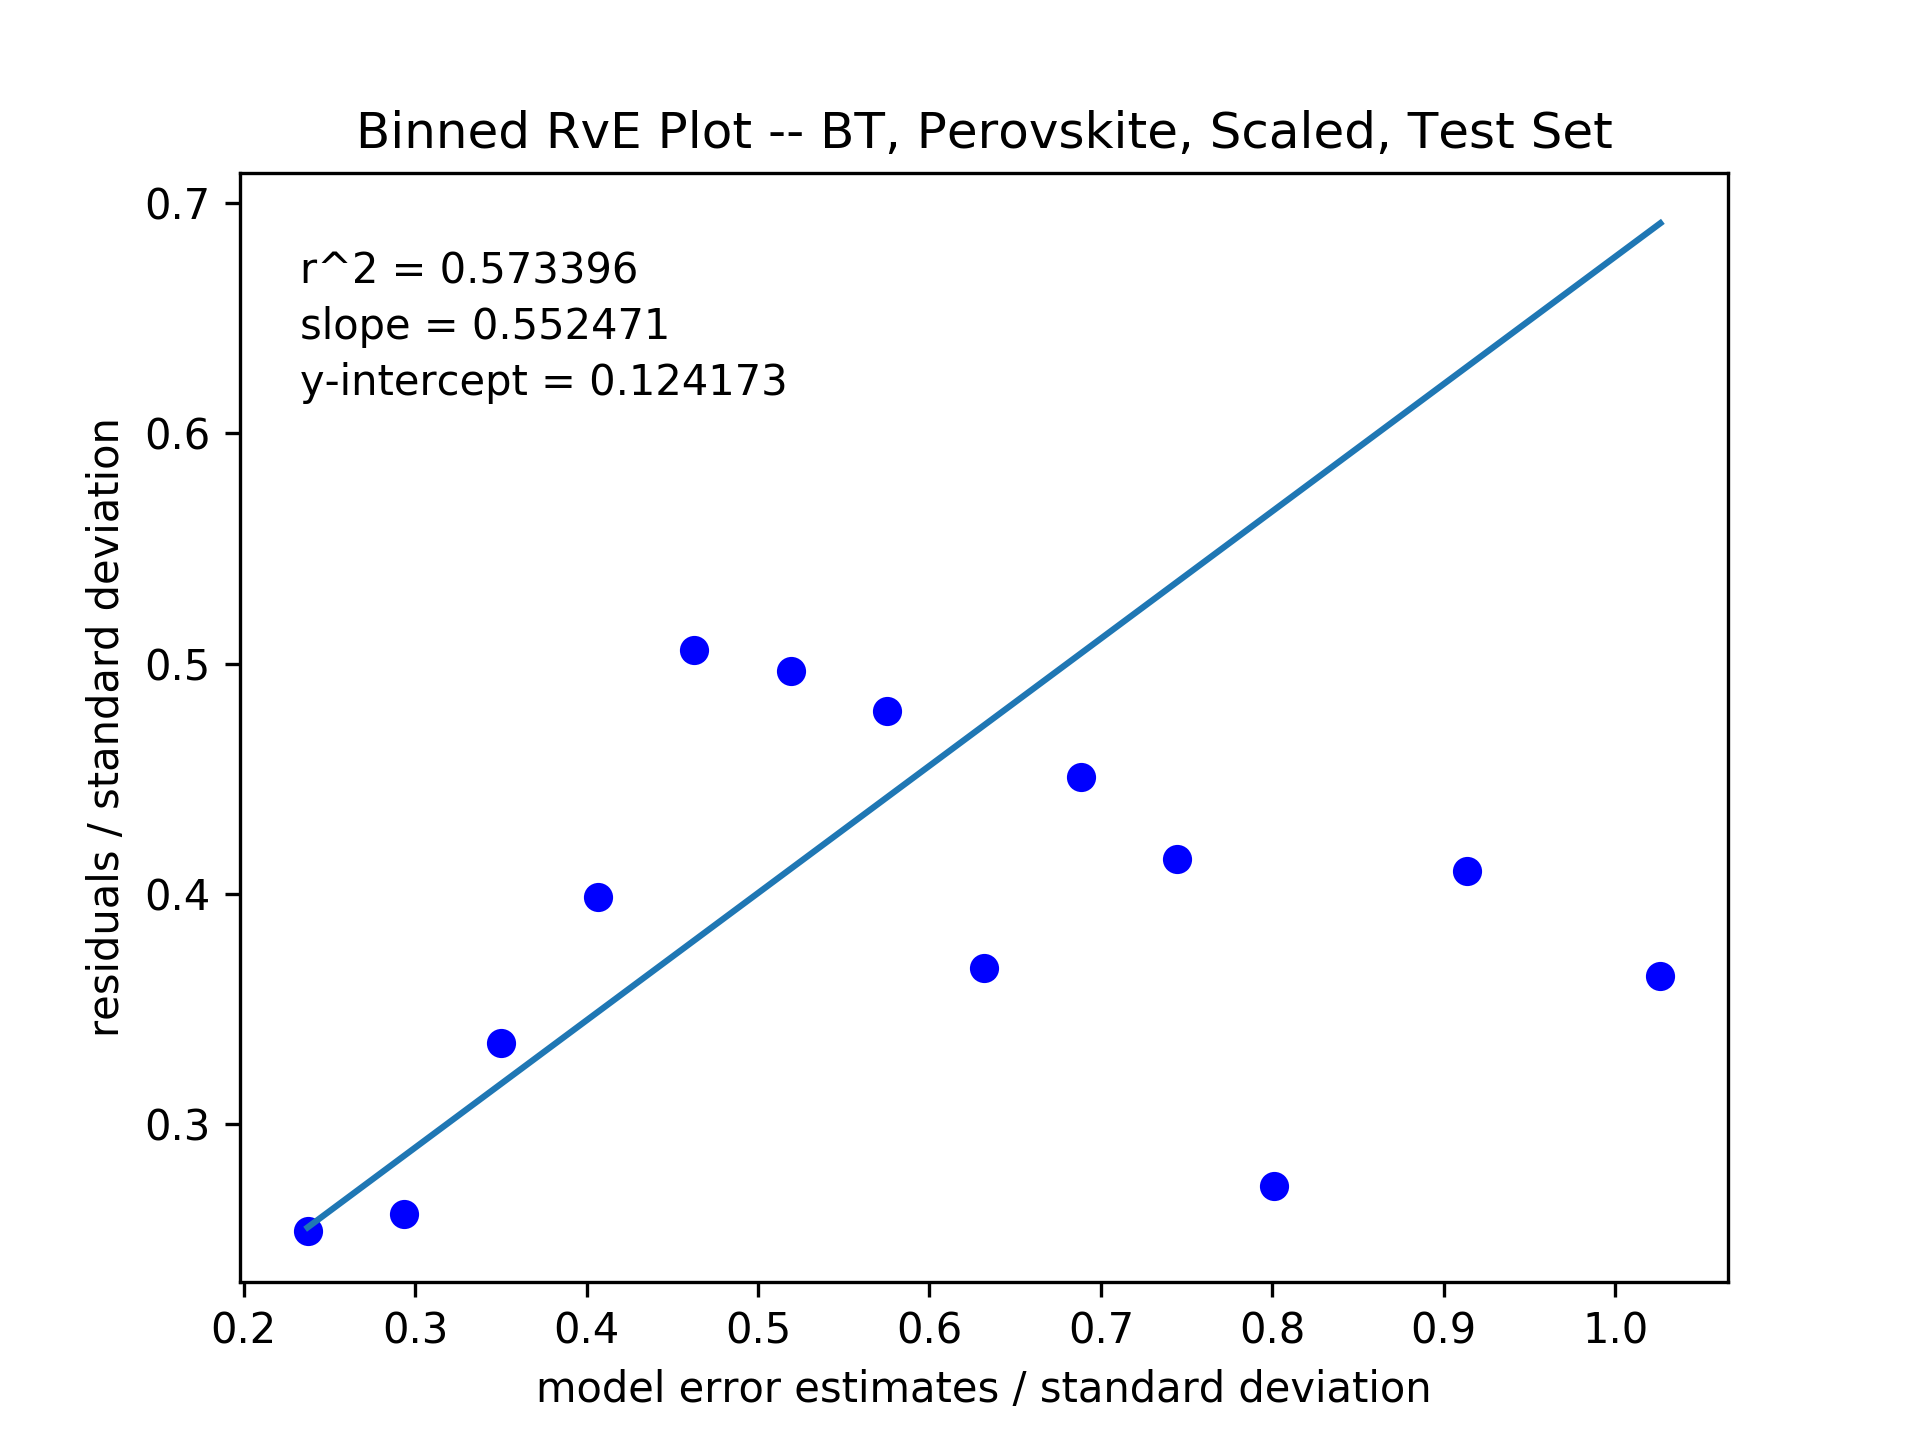 Binned RvE Plot -- BT, Perovskite, Scaled, Test Set
r^2 = 0.573396
slope = 0.552471
y-intercept = 0.124173
residuals / standard deviation
0.7
0.6
0.5
0.4
0.3
0.2 0.3 0.4 0.5 0.6 0.7 0.8 0.9 1.0
model error estimates / standard deviation